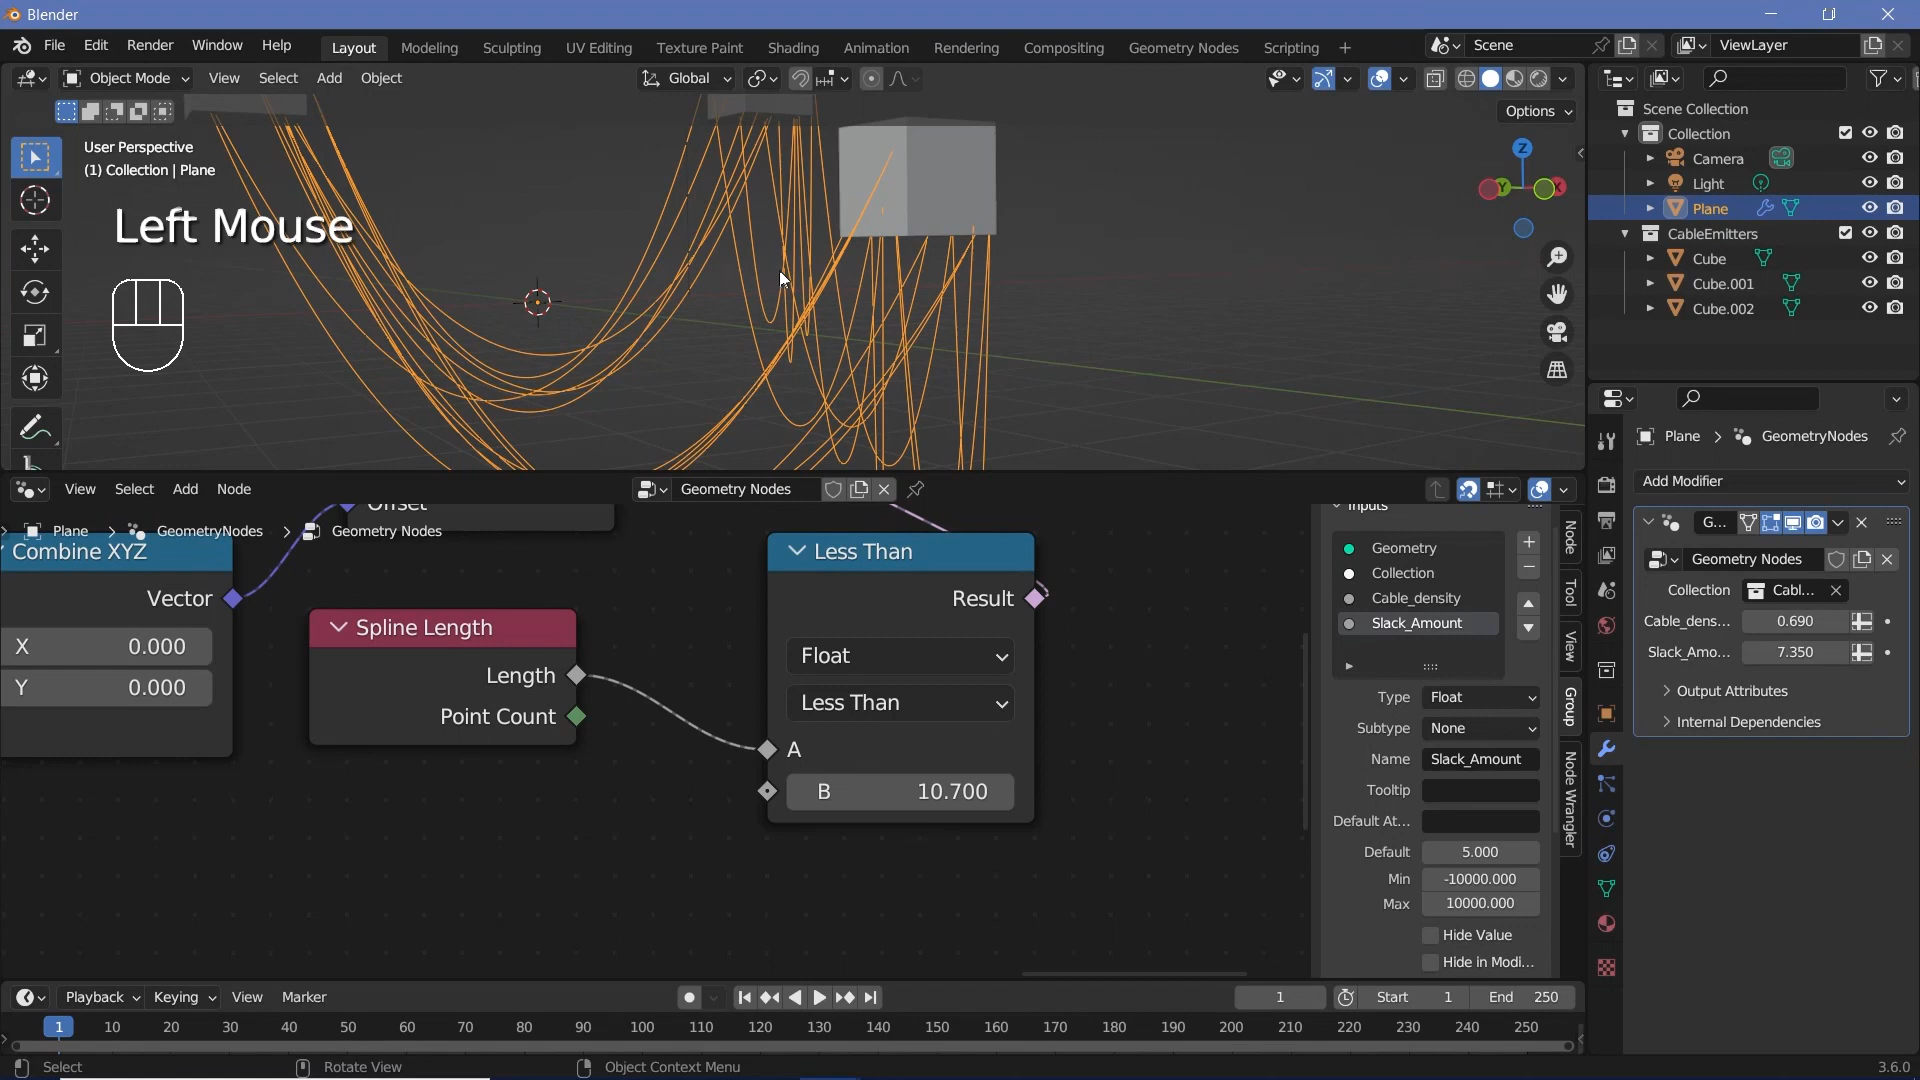 Blender
File Edit Render Window Help
Layout Modeling Sculpting UV Editing Texture Paint Shading Animation Rendering Compositing Geometry Nodes Scripting +
Scene
ViewLayer
Object Mode View Select Add Object
Global
Options
User Perspective
(1) Collection | Plane
Left Mouse
Z
Y
X
Scene Collection
Collection
Camera
Light
Plane
CableEmitters
Cube
Cube.001
Cube.002
Plane > GeometryNodes
Add Modifier
G...
Geometry Nodes
Collection Cabl...
Cable_dens... 0.690
Slack_Amo... 7.350
Output Attributes
Internal Dependencies
View Select Add Node
Geometry Nodes
Offset
Plane > GeometryNodes > Geometry Nodes
Combine XYZ
Vector
X 0.000
Y 0.000
Spline Length
Length
Point Count
Less Than
Result
Float
Less Than
A
B 10.700
Inputs
Geometry
Collection
Cable_density
Slack_Amount
Type Float
Subtype None
Name Slack_Amount
Tooltip
Default At...
Default 5.000
Min -10000.000
Max 10000.000
Hide Value
Hide in Modi...
Node
Tool
View
Group
Node Wrangler
Playback Keying View Marker
1
Start 1
End 250
1 10 20 30 40 50 60 70 80 90 100 110 120 130 140 150 160 170 180 190 200 210 220 230 240 250
Select
Rotate View
Object Context Menu
3.6.0